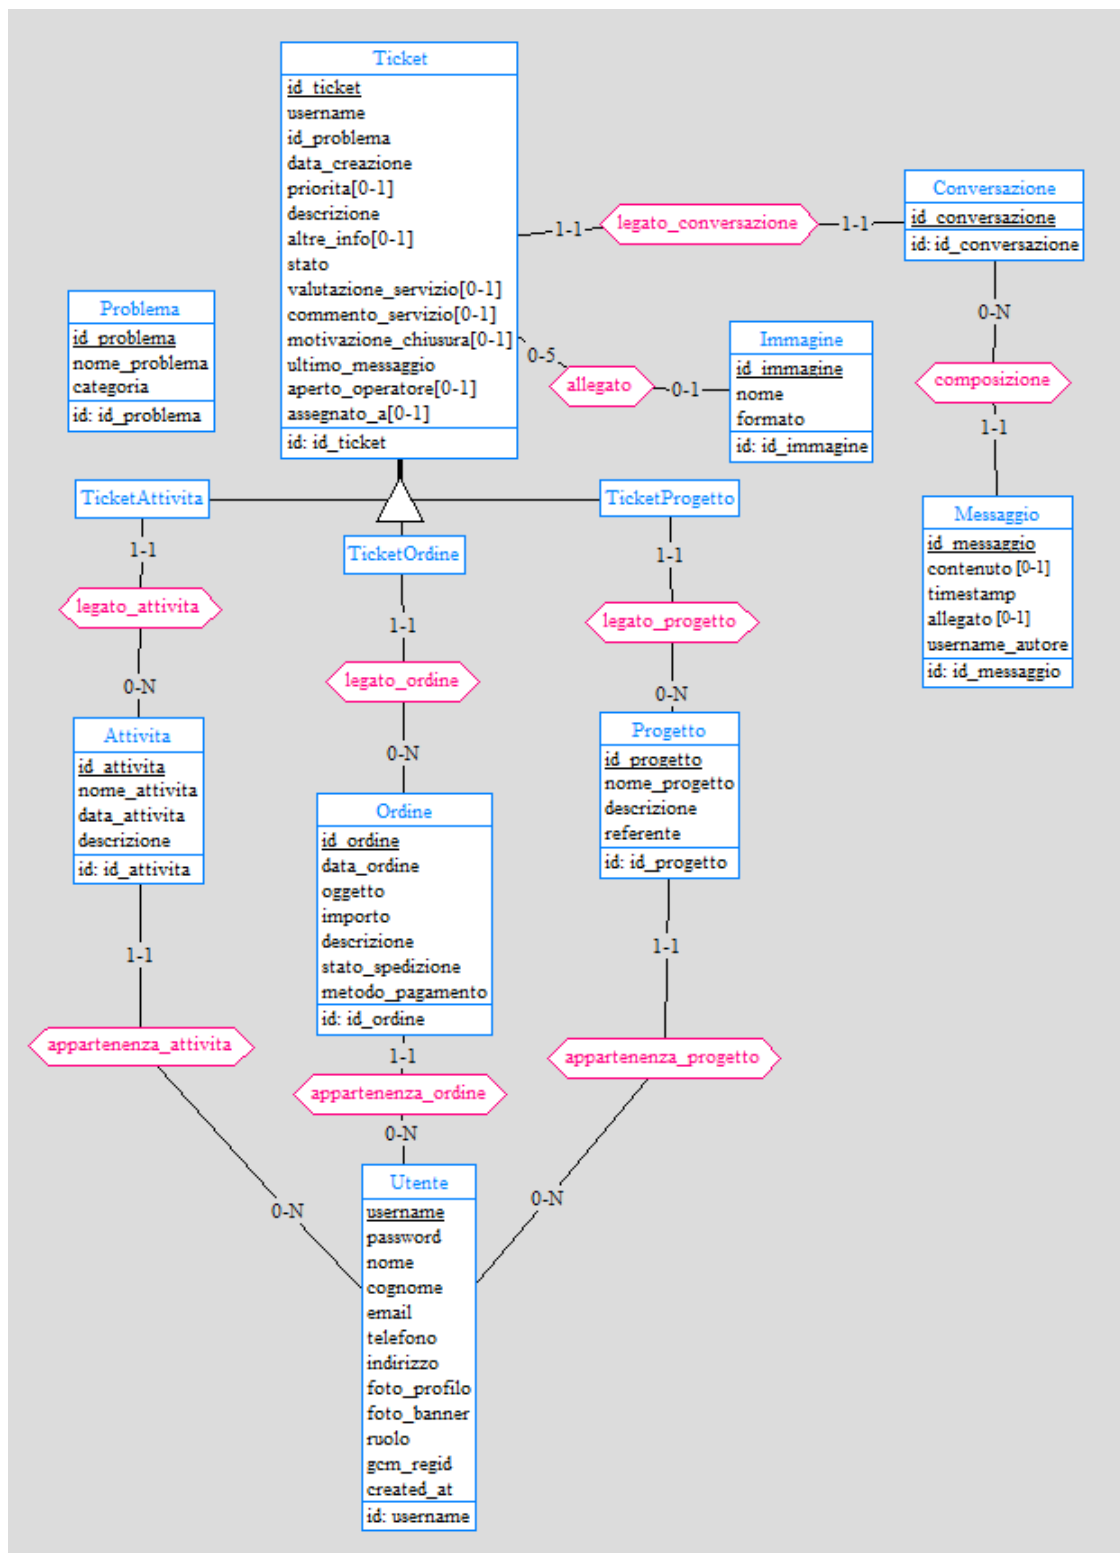 Ticket
id_ticket
username
id_problema
data_creazione
priorita[0-1]
descrizione
altre_info[0-1]
stato
valutazione_servizio[0-1]
commento_servizio[0-1]
motivazione_chiusura[0-1]
ultimo_messaggio
aperto_operatore[0-1]
assegnato_a[0-1]
id: id_ticket
1-1
legato_conversazione
1-1
Conversazione
id_conversazione
id: id_conversazione
0-N
composizione
1-1
Messaggio
id_messaggio
contenuto [0-1]
timestamp
allegato [0-1]
username_autore
id: id_messaggio
0-5
allegato
0-1
Immagine
id_immagine
nome
formato
id: id_immagine
Problema
id_problema
nome_problema
categoria
id: id_problema
TicketAttivita
TicketOrdine
TicketProgetto
1-1
legato_attivita
0-N
Attivita
id_attivita
nome_attivita
data_attivita
descrizione
id: id_attivita
1-1
appartenenza_attivita
0-N
1-1
legato_ordine
0-N
Ordine
id_ordine
data_ordine
oggetto
importo
descrizione
stato_spedizione
metodo_pagamento
id: id_ordine
1-1
appartenenza_ordine
0-N
1-1
legato_progetto
0-N
Progetto
id_progetto
nome_progetto
descrizione
referente
id: id_progetto
1-1
appartenenza_progetto
0-N
Utente
username
password
nome
cognome
email
telefono
indirizzo
foto_profilo
foto_banner
ruolo
gcm_regid
created_at
id: username